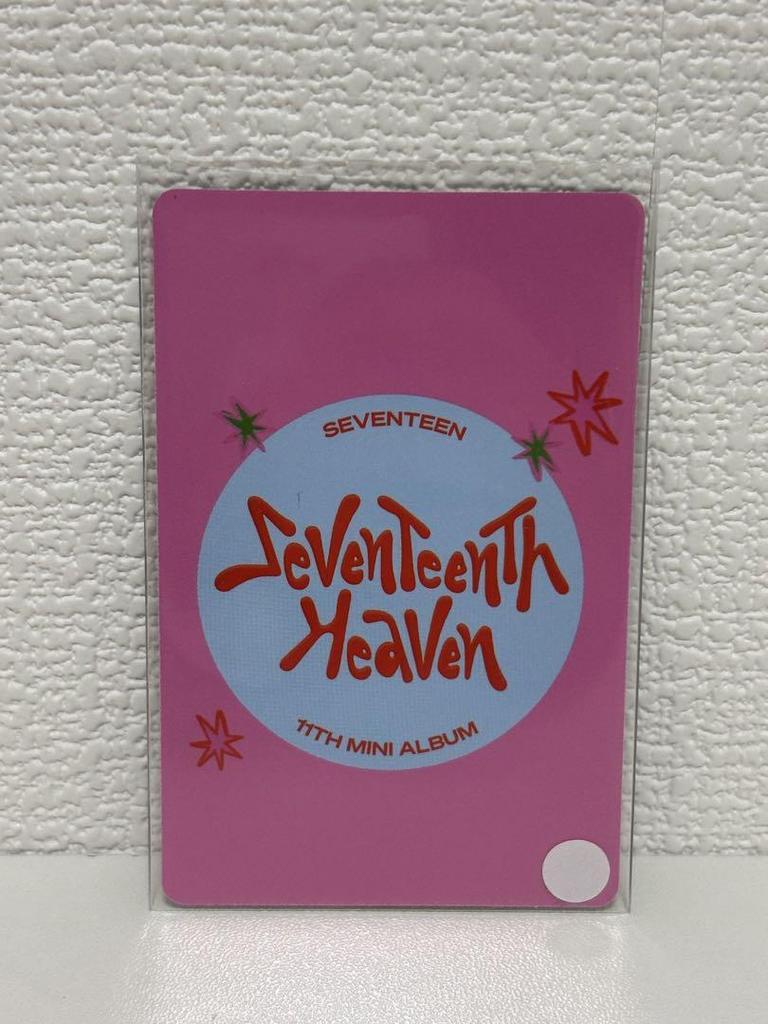 SEVENTEEN
SevenTeenTh
Heaven
11TH MINI ALBUM